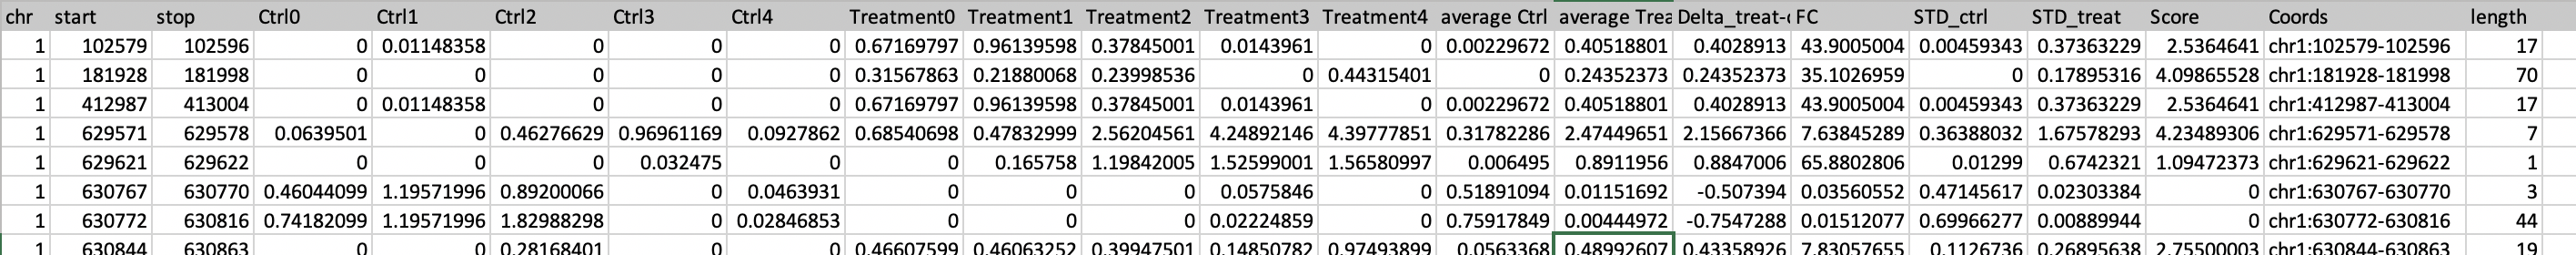 chr start stop Ctrl0 Ctrl1 Ctrl2 Ctrl3 Ctrl4 Treatment0 Treatment1 Treatment2 Treatment3 Treatment4 average Ctrl average Trea Delta_treat-c FC STD_ctrl STD_treat Score Coords length
1 102579 102596 0 0.01148358 0 0 0 0.67169797 0.96139598 0.37845001 0.0143961 0 0.00229672 0.40518801 0.4028913 43.9005004 0.00459343 0.37363229 2.5364641 chr1:102579-102596 17
1 181928 181998 0 0 0 0 0 0.31567863 0.21880068 0.23998536 0 0.44315401 0 0.24352373 0.24352373 35.1026959 0 0.17895316 4.09865528 chr1:181928-181998 70
1 412987 413004 0 0.01148358 0 0 0 0.67169797 0.96139598 0.37845001 0.0143961 0 0.00229672 0.40518801 0.4028913 43.9005004 0.00459343 0.37363229 2.5364641 chr1:412987-413004 17
1 629571 629578 0.0639501 0 0.46276629 0.96961169 0.0927862 0.68540698 0.47832999 2.56204561 4.24892146 4.39777851 0.31782286 2.47449651 2.15667366 7.63845289 0.36388032 1.67578293 4.23489306 chr1:629571-629578 7
1 629621 629622 0 0 0 0.032475 0 0 0.165758 1.19842005 1.52599001 1.56580997 0.006495 0.8911956 0.8847006 65.8802806 0.01299 0.6742321 1.09472373 chr1:629621-629622 1
1 630767 630770 0.46044099 1.19571996 0.89200066 0 0.0463931 0 0 0 0.0575846 0 0.51891094 0.01151692 -0.507394 0.03560552 0.47145617 0.02303384 0 chr1:630767-630770 3
1 630772 630816 0.74182099 1.19571996 1.82988298 0 0.02846853 0 0 0 0.02224859 0 0.75917849 0.00444972 -0.7547288 0.01512077 0.69966277 0.00889944 0 chr1:630772-630816 44
1 630844 630863 0 0 0.28168401 0 0 0.46607599 0.46063252 0.39947501 0.14850782 0.97493899 0.0563368 0.48992607 0.43358926 7.83057655 0.1126736 0.26895638 2.75500003 chr1:630844-630863 19